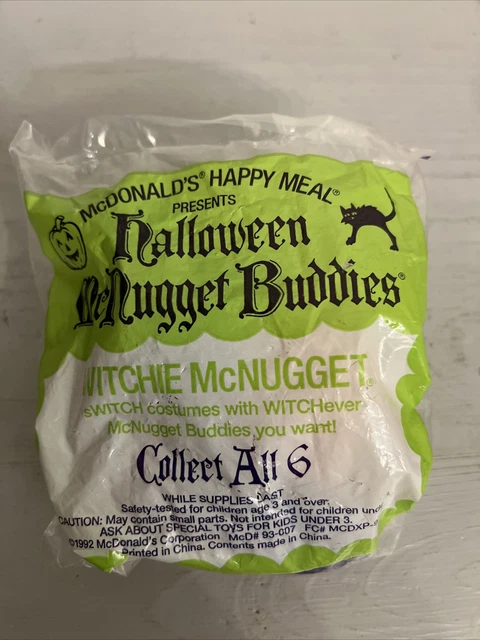 McDONALD'S® HAPPY MEAL®
PRESENTS
Halloween
McNugget Buddies®
WITCHIE McNUGGET®
sWITCH costumes with WITCHever
McNugget Buddies you want!
Collect All 6
WHILE SUPPLIES LAST
Safety-tested for children age 3 and over.
CAUTION: May contain small parts. Not intended for children under
ASK ABOUT SPECIAL TOYS FOR KIDS UNDER 3.
©1992 McDonald's Corporation McD# 93-007 FC# MCDXP-
Printed in China. Contents made in China.